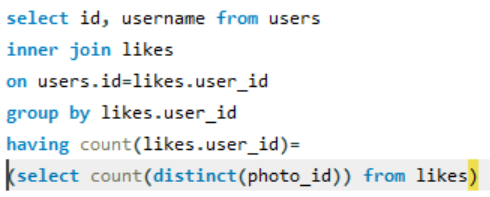 select id, username from users
inner join likes
on users.id=likes.user_id
group by likes.user_id
having count(likes.user_id)=
(select count(distinct(photo_id)) from likes)